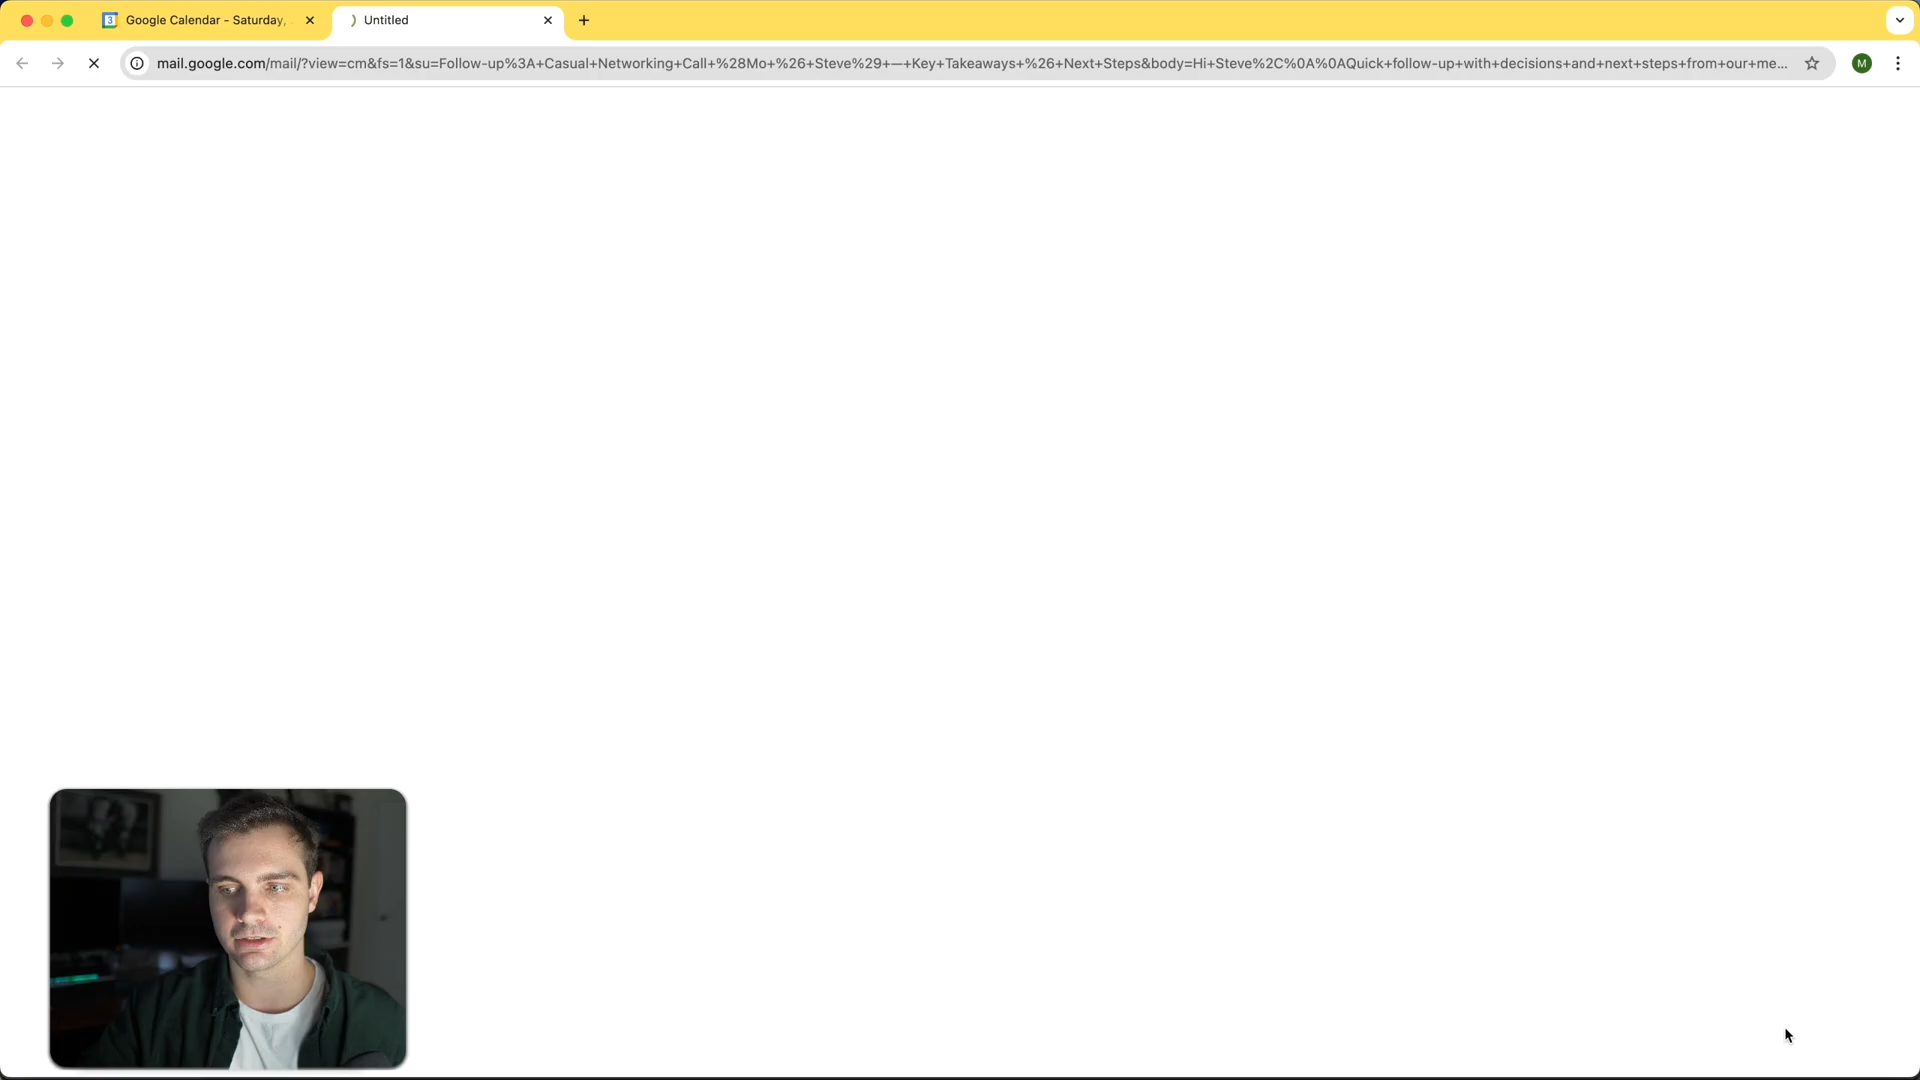 3 Google Calendar - Saturday,
Untitled
mail.google.com/mail/?view=cm&fs=1&su=Follow-up%3A+Casual+Networking+Call+%28Mo+%26+Steve%29+—+Key+Takeaways+%26+Next+Steps&body=Hi+Steve%2C%0A%0AQuick+follow-up+with+decisions+and+next+steps+from+our+me...
M